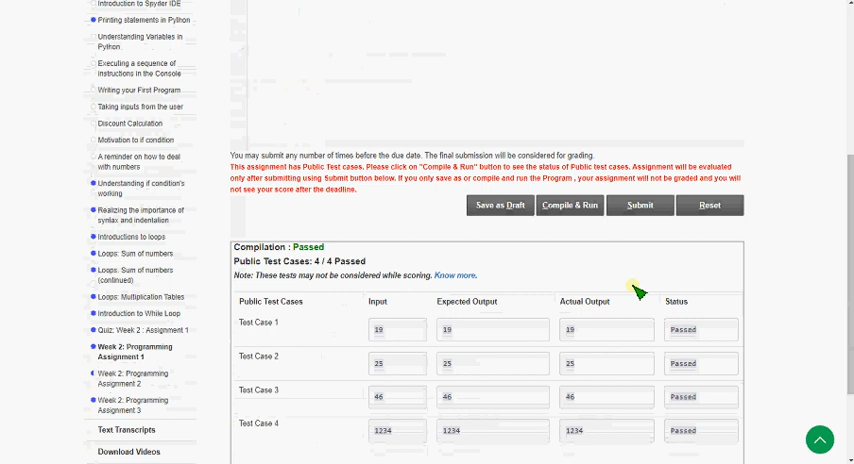 Introduction to Spyder IDE
Printing statements in Python
Understanding Variables in
Python
Executing a sequence of
instructions in the Console
Writing your First Program
Taking inputs from the user
Discount Calculation
Motivation to if condition
A reminder on how to deal
with numbers
Understanding if condition's
working
Realizing the importance of
syntax and indentation
Introductions to loops
Loops: Sum of numbers
Loops: Sum of numbers
(continued)
Loops: Multiplication Tables
Introduction to While Loop
Quiz: Week 2 : Assignment 1
Week 2: Programming
Assignment 1
Week 2: Programming
Assignment 2
Week 2: Programming
Assignment 3
Text Transcripts
Download Videos
You may submit any number of times before the due date. The final submission will be considered for grading.
This assignment has Public Test cases. Please click on "Compile & Run" button to see the status of Public test cases. Assignment will be evaluated
only after submitting using Submit button below. If you only save as or compile and run the Program , your assignment will not be graded and you will
not see your score after the deadline.
Save as Draft Compile & Run Submit Reset
Compilation : Passed
Public Test Cases: 4 / 4 Passed
Note: These tests may not be considered while scoring. Know more.
Public Test Cases Input Expected Output Actual Output Status
Test Case 1 19 19 19 Passed
Test Case 2 25 25 25 Passed
Test Case 3 46 46 46 Passed
Test Case 4 1234 1234 1234 Passed